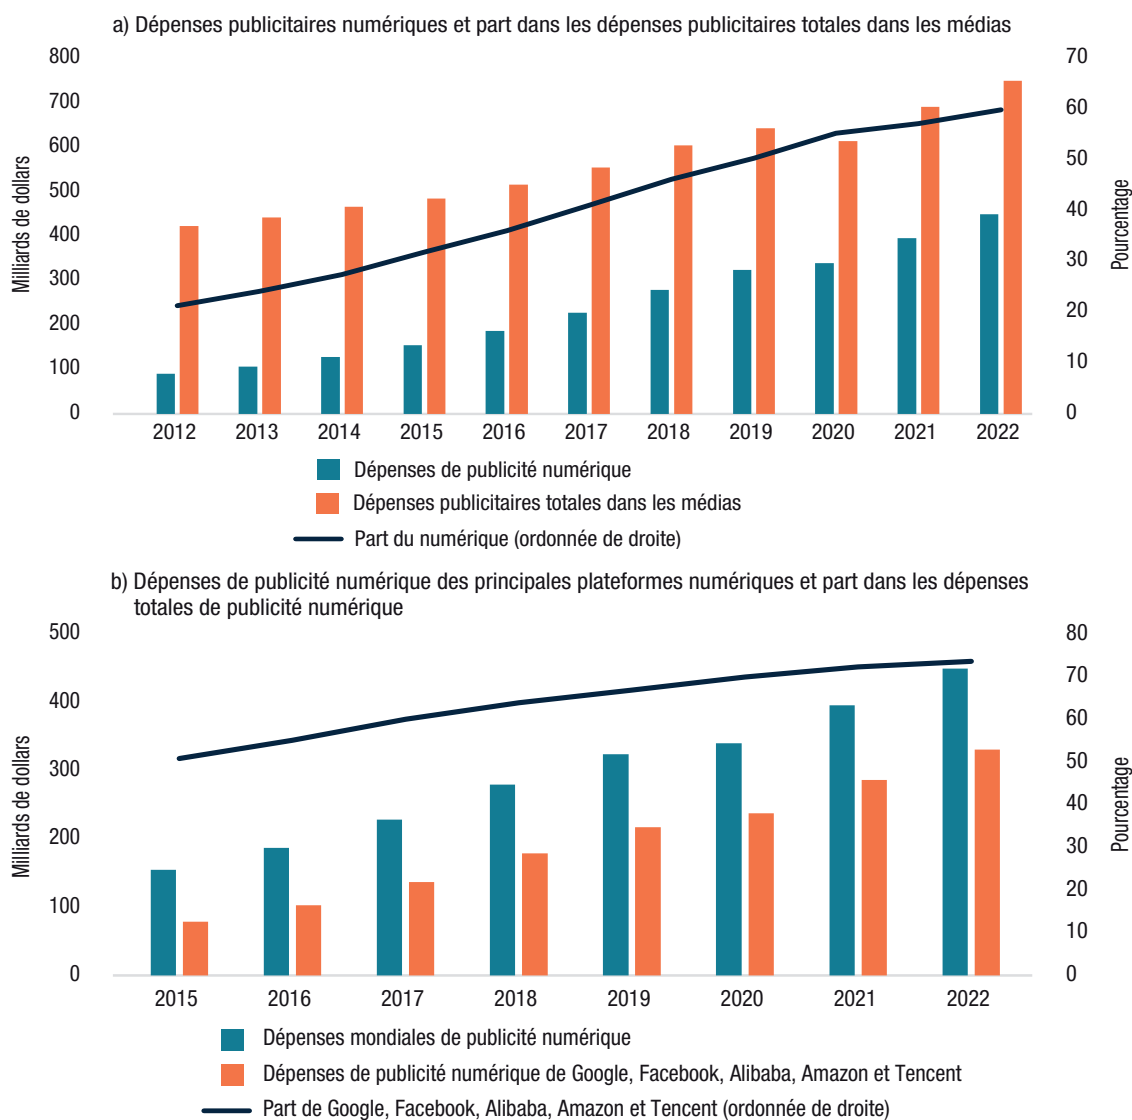 a) Dépenses publicitaires numériques et part dans les dépenses publicitaires totales dans les médias
800
700
600
500
400
300
200
100
0
Milliards de dollars
70
60
50
40
30
20
10
0
Pourcentage
2012 2013 2014 2015 2016 2017 2018 2019 2020 2021 2022
Dépenses de publicité numérique
Dépenses publicitaires totales dans les médias
Part du numérique (ordonnée de droite)
b) Dépenses de publicité numérique des principales plateformes numériques et part dans les dépenses
totales de publicité numérique
500
400
300
200
100
0
Milliards de dollars
80
70
60
50
40
30
20
10
0
Pourcentage
2015 2016 2017 2018 2019 2020 2021 2022
Dépenses mondiales de publicité numérique
Dépenses de publicité numérique de Google, Facebook, Alibaba, Amazon et Tencent
Part de Google, Facebook, Alibaba, Amazon et Tencent (ordonnée de droite)